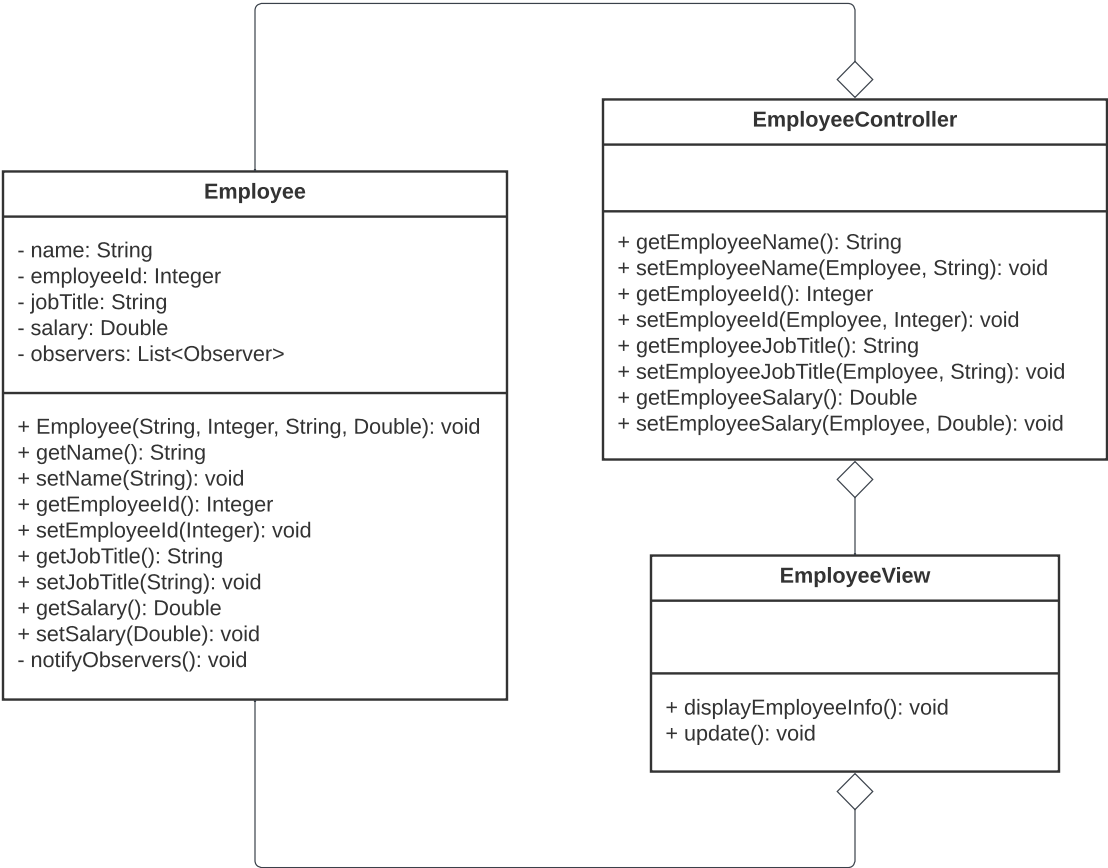 Employee
- name: String
- employeeId: Integer
- jobTitle: String
- salary: Double
- observers: List<Observer>
+ Employee(String, Integer, String, Double): void
+ getName(): String
+ setName(String): void
+ getEmployeeId(): Integer
+ setEmployeeId(Integer): void
+ getJobTitle(): String
+ setJobTitle(String): void
+ getSalary(): Double
+ setSalary(Double): void
- notifyObservers(): void
EmployeeController
+ getEmployeeName(): String
+ setEmployeeName(Employee, String): void
+ getEmployeeId(): Integer
+ setEmployeeId(Employee, Integer): void
+ getEmployeeJobTitle(): String
+ setEmployeeJobTitle(Employee, String): void
+ getEmployeeSalary(): Double
+ setEmployeeSalary(Employee, Double): void
EmployeeView
+ displayEmployeeInfo(): void
+ update(): void